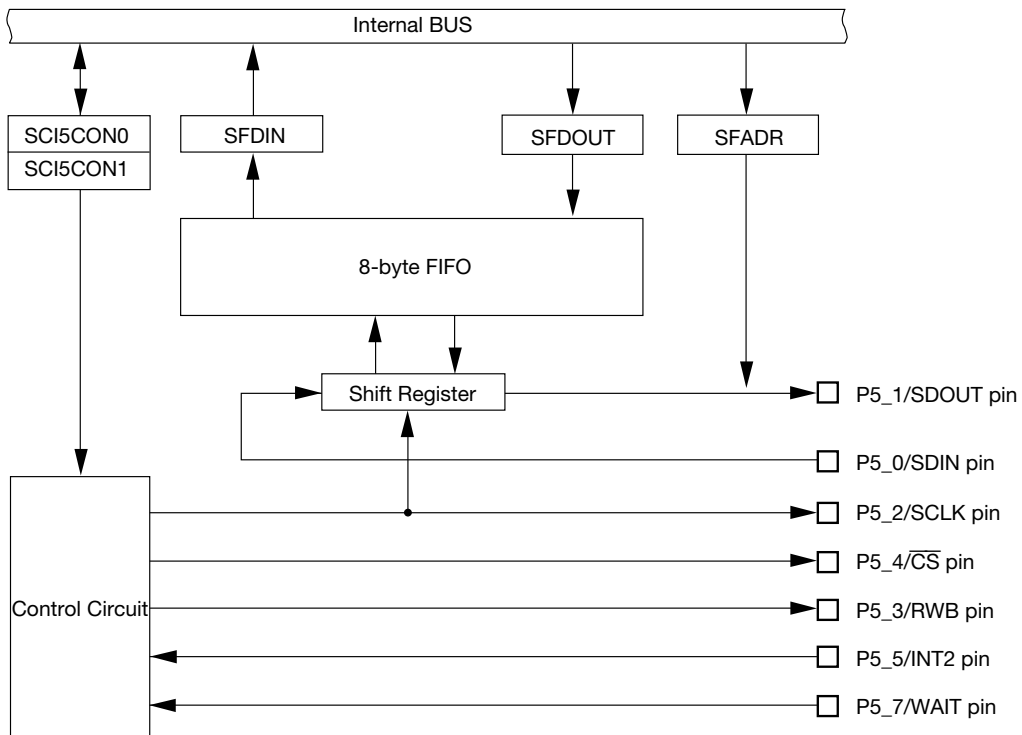 Internal BUS
SCI5CON0
SCI5CON1
SFDIN
SFDOUT
SFADR
8-byte FIFO
Shift Register
P5_1/SDOUT pin
P5_0/SDIN pin
P5_2/SCLK pin
P5_4/C̅S̅ pin
Control Circuit
P5_3/RWB pin
P5_5/INT2 pin
P5_7/WAIT pin